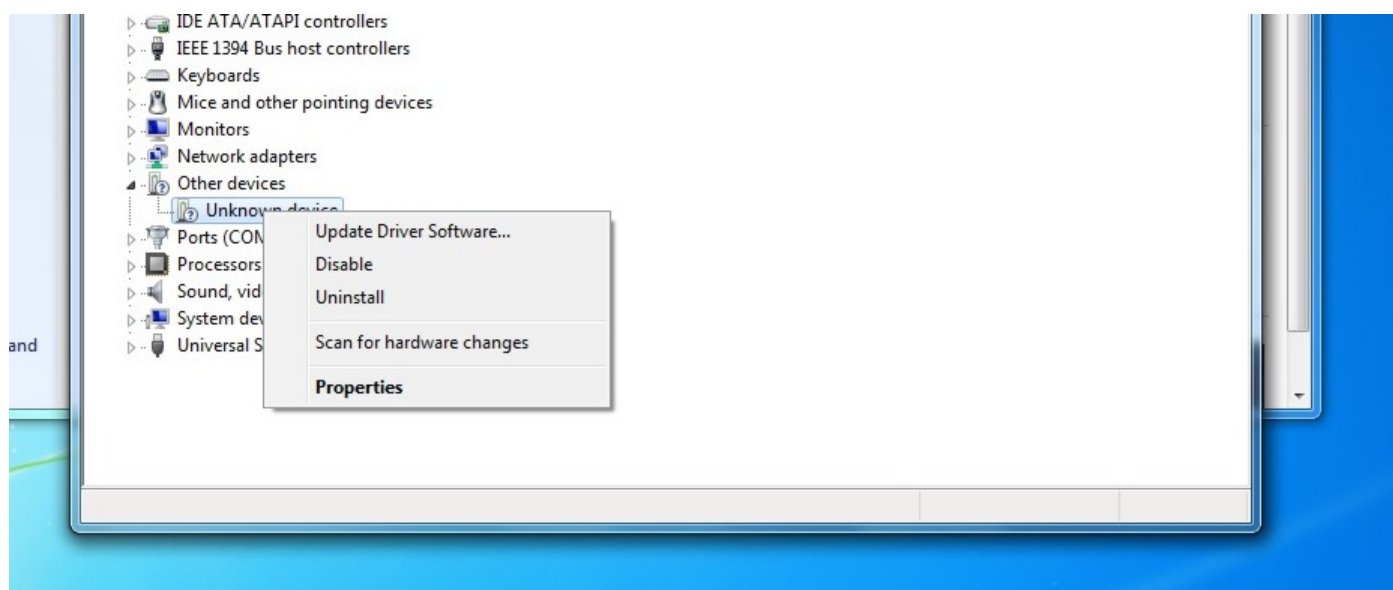 IDE ATA/ATAPI controllers
IEEE 1394 Bus host controllers
Keyboards
Mice and other pointing devices
Monitors
Network adapters
Other devices
Unknown device
Ports (COM
Processors
Sound, vid
System dev
Universal S
and
Update Driver Software...
Disable
Uninstall
Scan for hardware changes
Properties